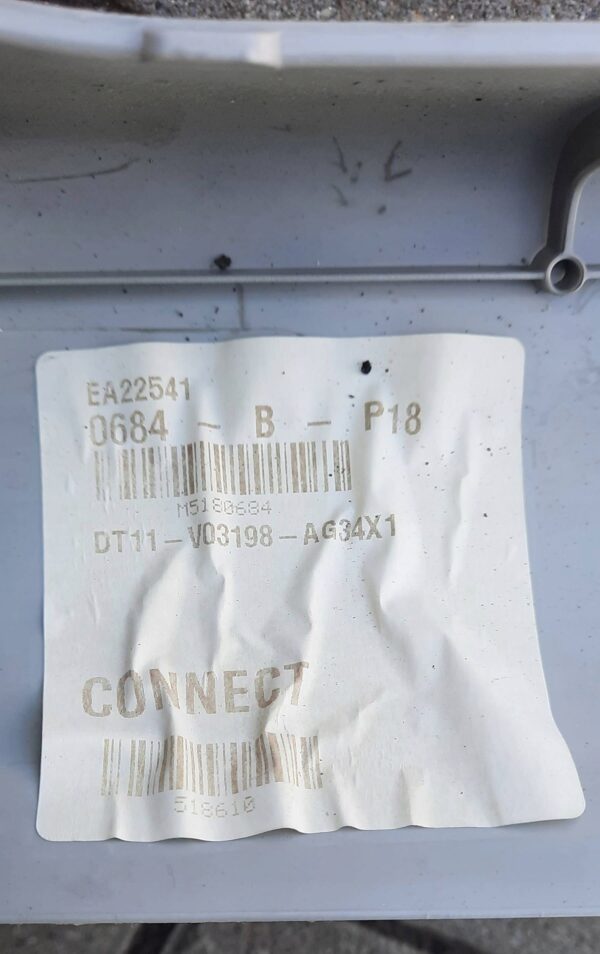 EA22541
0684 - B - P18
M5180684
DT11-V03198-AG34X1
CONNECT
518610